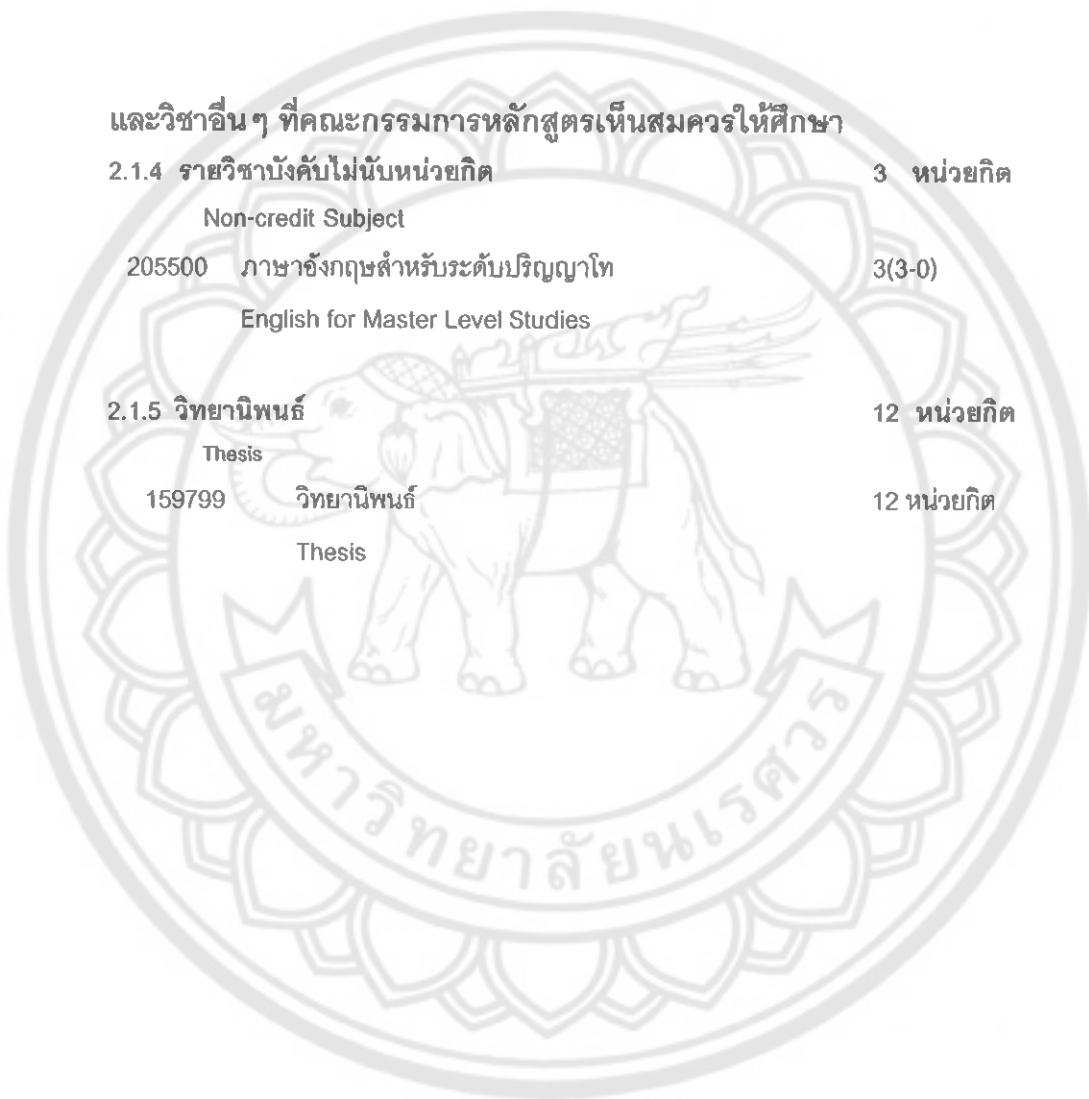 และวิชาอื่นๆ ที่คณะกรรมการหลักสูตรเห็นสมควรให้ศึกษา
2.1.4 รายวิชาบังคับไม่นับหน่วยกิต 3 หน่วยกิต
Non-credit Subject
205500 ภาษาอังกฤษสำหรับระดับปริญญาโท 3(3-0)
English for Master Level Studies
2.1.5 วิทยานิพนธ์ 12 หน่วยกิต
Thesis
159799 วิทยานิพนธ์ 12 หน่วยกิต
Thesis
มหาวิทยาลัยนเรศวร